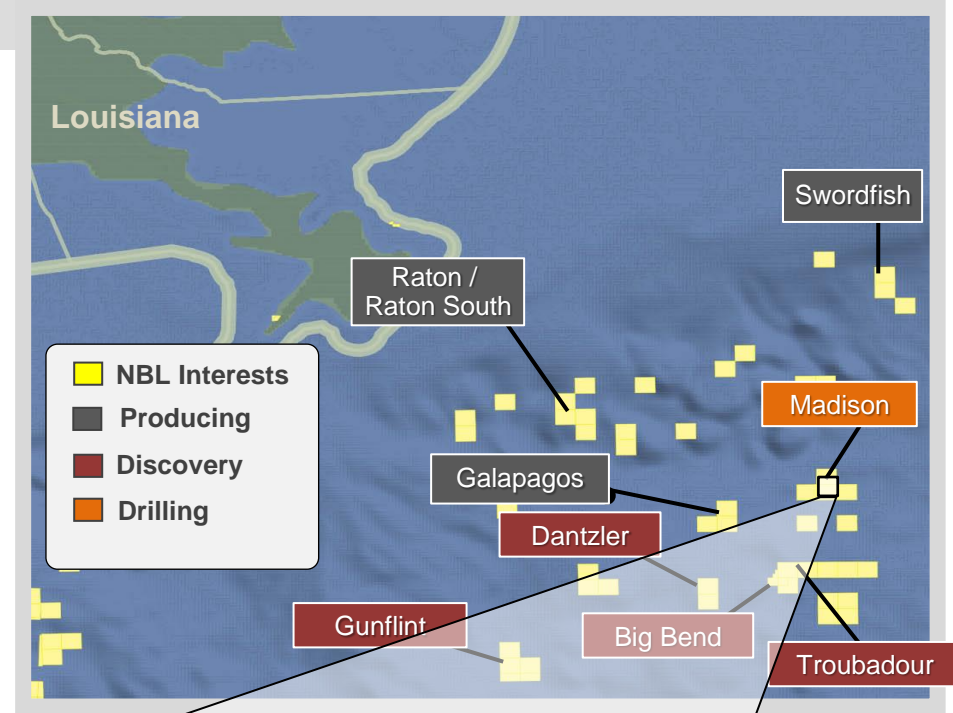 Louisiana
Swordfish
Raton /
Raton South
NBL Interests
Producing
Discovery
Drilling
Madison
Galapagos
Dantzler
Gunflint
Big Bend
Troubadour